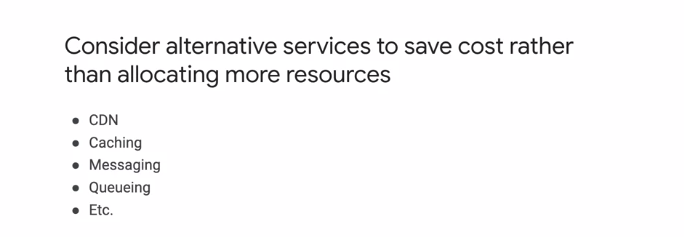 Consider alternative services to save cost rather
than allocating more resources
● CDN
● Caching
● Messaging
● Queueing
● Etc.